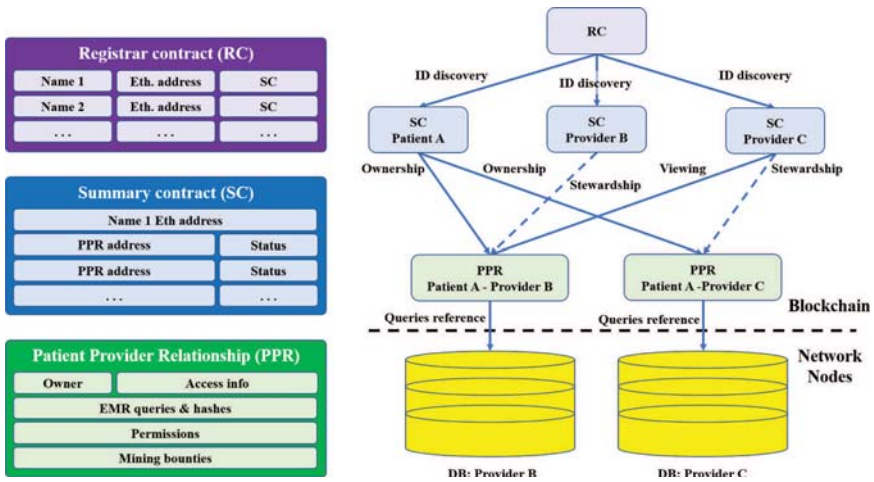 Registrar contract (RC)
Name 1 Eth. address SC
Name 2 Eth. address SC
. . . . . . . . .
Summary contract (SC)
Name 1 Eth address
PPR address Status
PPR address Status
. . . . . .
Patient Provider Relationship (PPR)
Owner Access info
EMR queries & hashes
Permissions
Mining bounties
RC
ID discovery ID discovery ID discovery
SC
Patient A
SC
Provider B
SC
Provider C
Ownership Ownership Viewing Stewardship
Stewardship
PPR
Patient A - Provider B
PPR
Patient A -Provider C
Blockchain
Queries reference Queries reference
Network
Nodes
DB: Provider B DB: Provider C